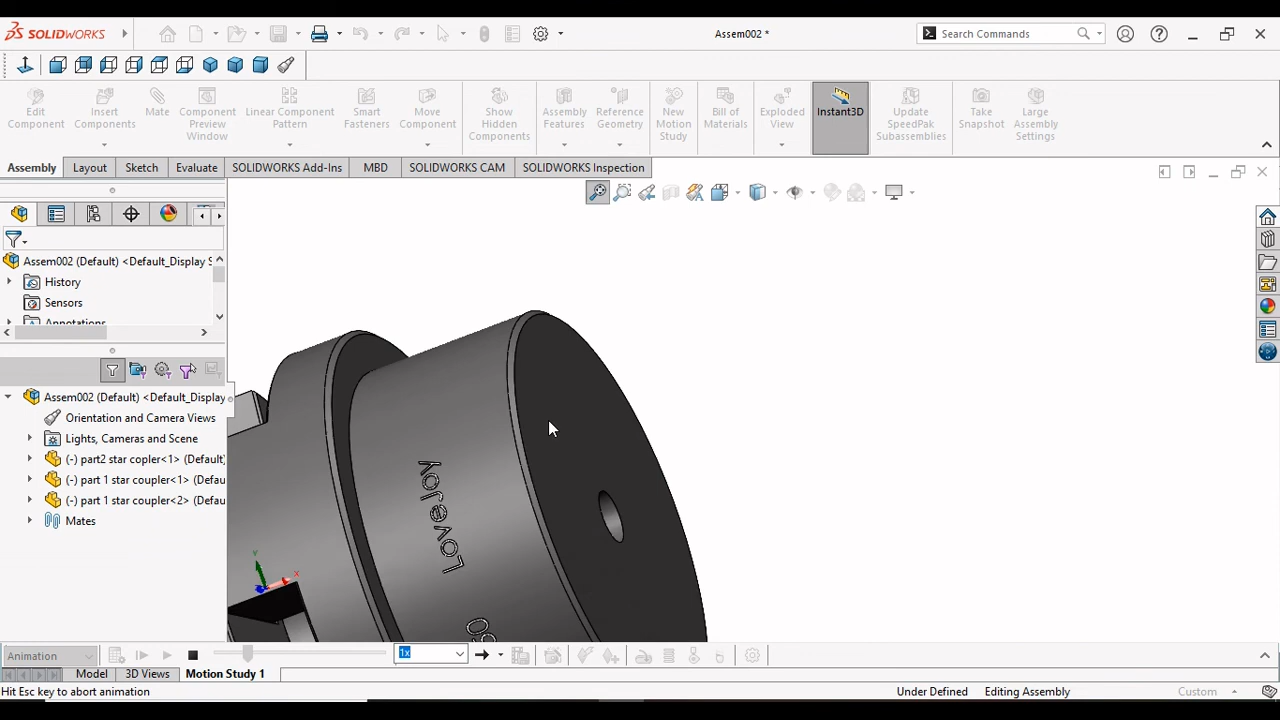 SOLIDWORKS
Assem002 *
Search Commands
Edit Component
Insert Components
Mate
Component Preview Window
Linear Component Pattern
Smart Fasteners
Move Component
Show Hidden Components
Assembly Features
Reference Geometry
New Motion Study
Bill of Materials
Exploded View
Instant3D
Update SpeedPak Subassemblies
Take Snapshot
Large Assembly Settings
Assembly Layout Sketch Evaluate SOLIDWORKS Add-Ins MBD SOLIDWORKS CAM SOLIDWORKS Inspection
Assem002 (Default) <Default_Display S
History
Sensors
Annotations
Assem002 (Default) <Default_Display
Orientation and Camera Views
Lights, Cameras and Scene
(-) part2 star copler<1> (Default
(-) part 1 star coupler<1> (Defau
(-) part 1 star coupler<2> (Defau
Mates
Lovejoy
Y
X
Animation
1x
Model 3D Views Motion Study 1
Hit Esc key to abort animation
Under Defined Editing Assembly Custom